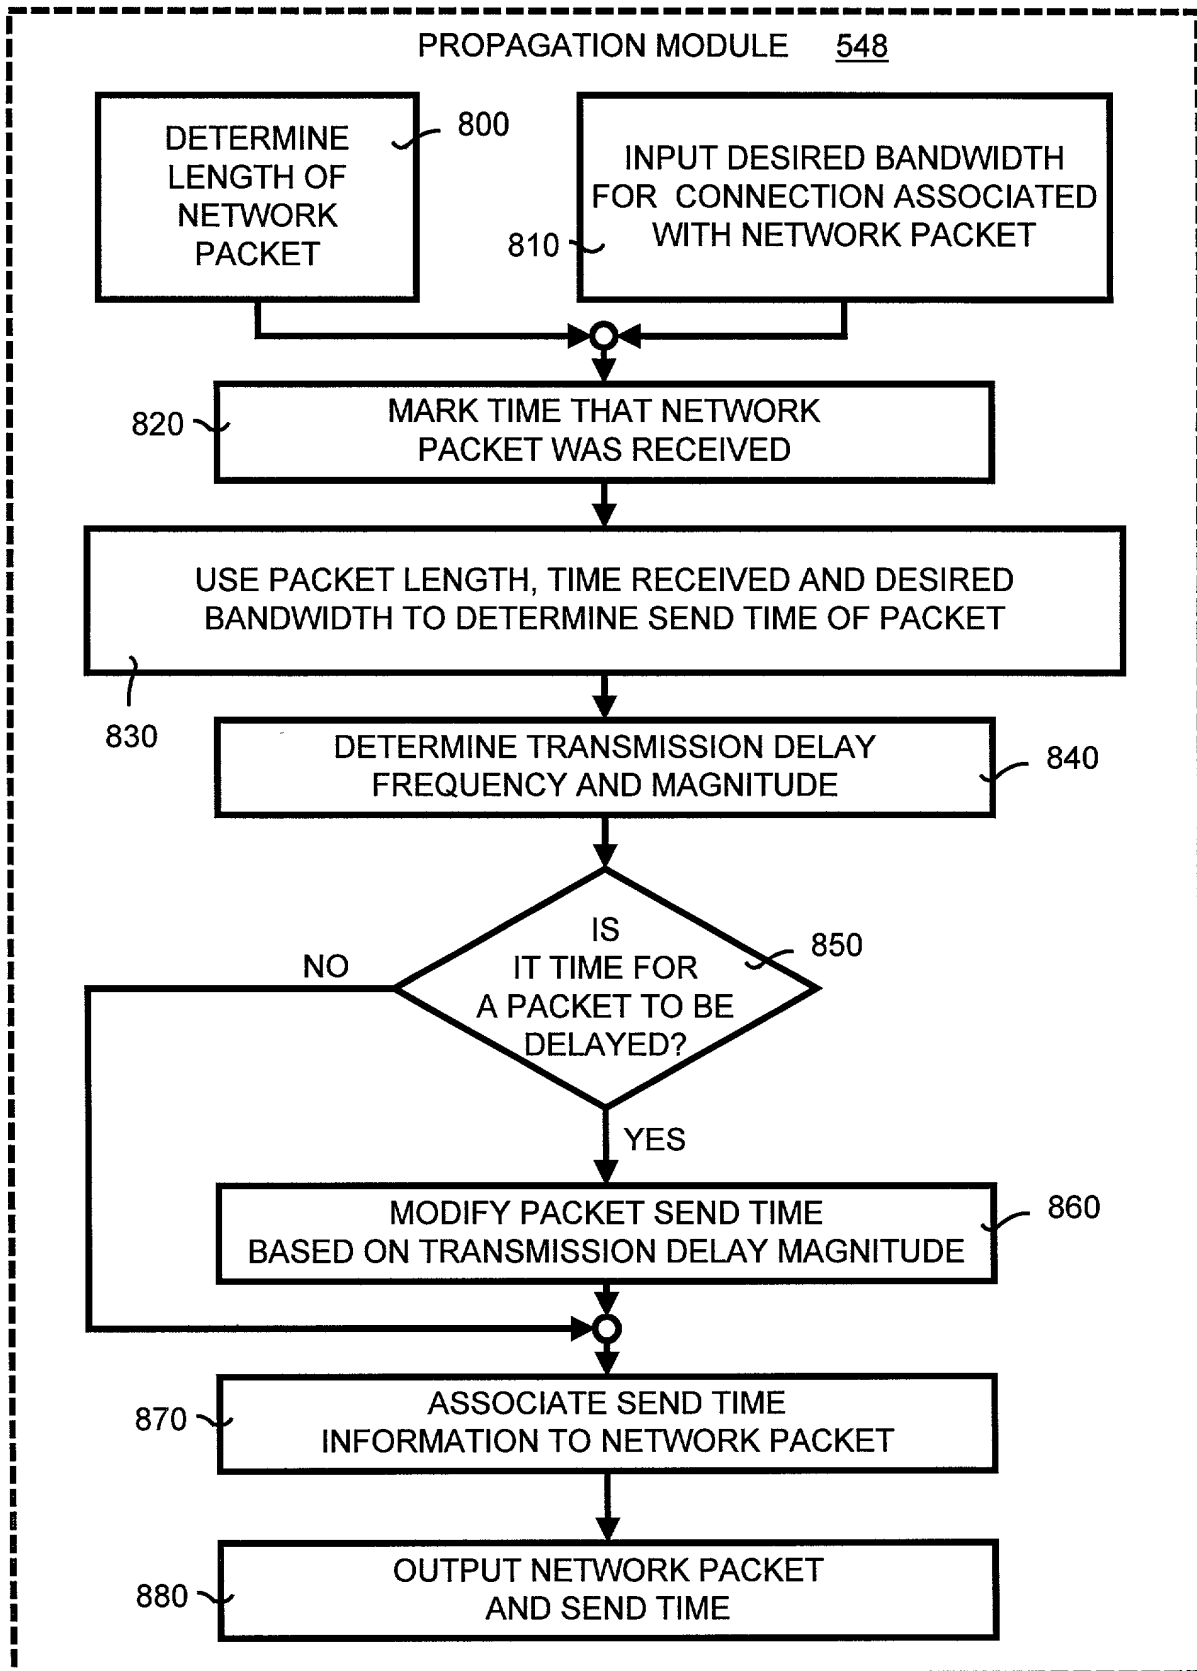 PROPAGATION MODULE 548
DETERMINE
LENGTH OF
NETWORK
PACKET
800
INPUT DESIRED BANDWIDTH
FOR CONNECTION ASSOCIATED
WITH NETWORK PACKET
810
MARK TIME THAT NETWORK
PACKET WAS RECEIVED
820
USE PACKET LENGTH, TIME RECEIVED AND DESIRED
BANDWIDTH TO DETERMINE SEND TIME OF PACKET
830
DETERMINE TRANSMISSION DELAY
FREQUENCY AND MAGNITUDE
840
IS
IT TIME FOR
A PACKET TO BE
DELAYED?
850
NO
YES
MODIFY PACKET SEND TIME
BASED ON TRANSMISSION DELAY MAGNITUDE
860
ASSOCIATE SEND TIME
INFORMATION TO NETWORK PACKET
870
OUTPUT NETWORK PACKET
AND SEND TIME
880